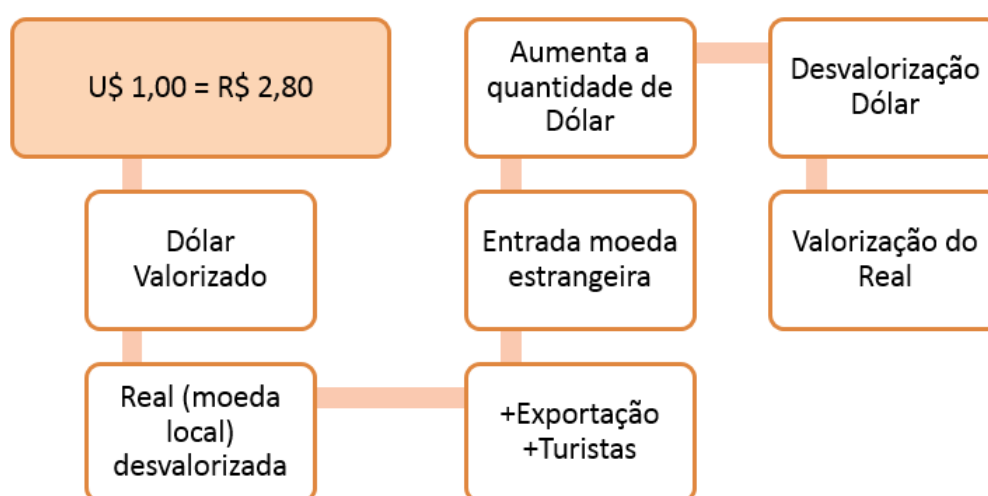 U$ 1,00 = R$ 2,80
Dólar
Valorizado
Real (moeda
local)
desvalorizada
+Exportação
+Turistas
Entrada moeda
estrangeira
Aumenta a
quantidade de
Dólar
Desvalorização
Dólar
Valorização do
Real